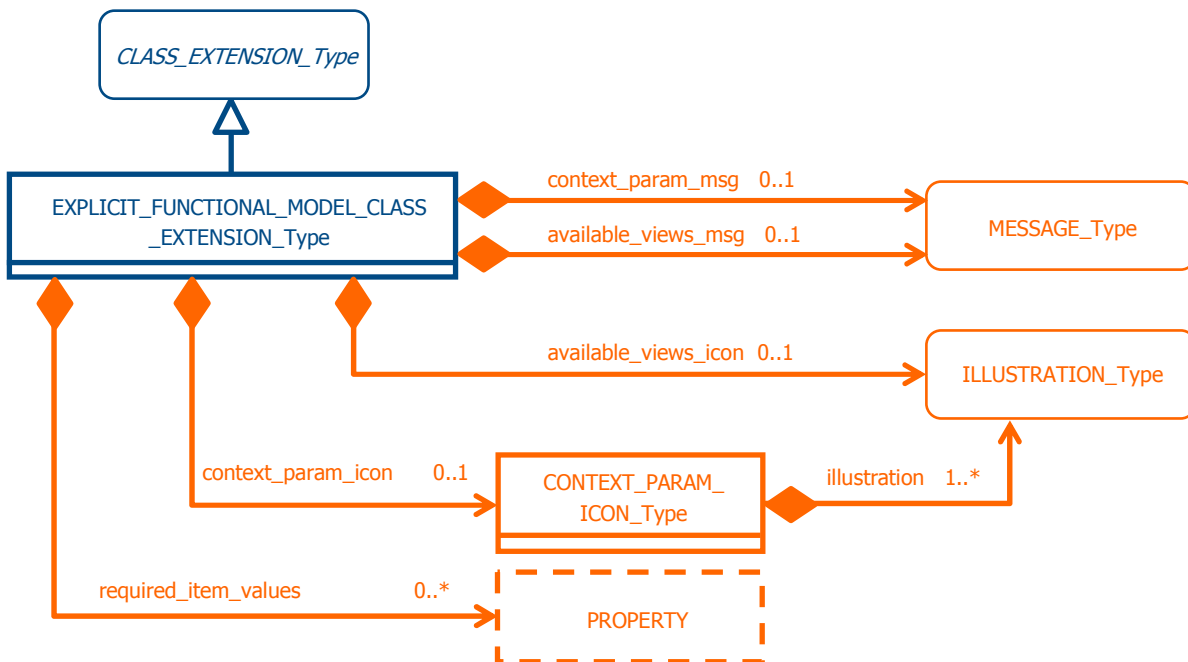 CLASS_EXTENSION_Type
EXPLICIT_FUNCTIONAL_MODEL_CLASS
_EXTENSION_Type
context_param_msg 0..1
available_views_msg 0..1
MESSAGE_Type
available_views_icon 0..1
ILLUSTRATION_Type
context_param_icon 0..1
CONTEXT_PARAM_
ICON_Type
illustration 1..*
required_item_values 0..*
PROPERTY